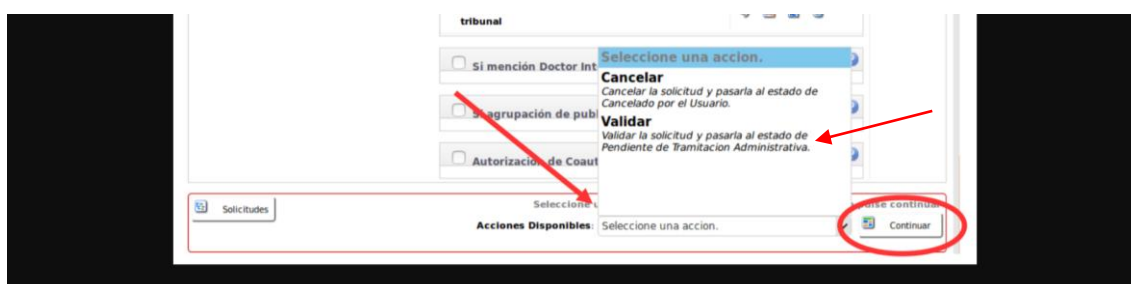 tribunal
Si mención Doctor Int
Seleccione una accion.
Cancelar
Cancelar la solicitud y pasarla al estado de
Cancelado por el Usuario.
Si agrupación de publ
Validar
Validar la solicitud y pasarla al estado de
Pendiente de Tramitacion Administrativa.
Autorización de Coaut
Solicitudes
Seleccione u
pulse continuar
Acciones Disponibles:
Seleccione una accion.
Continuar